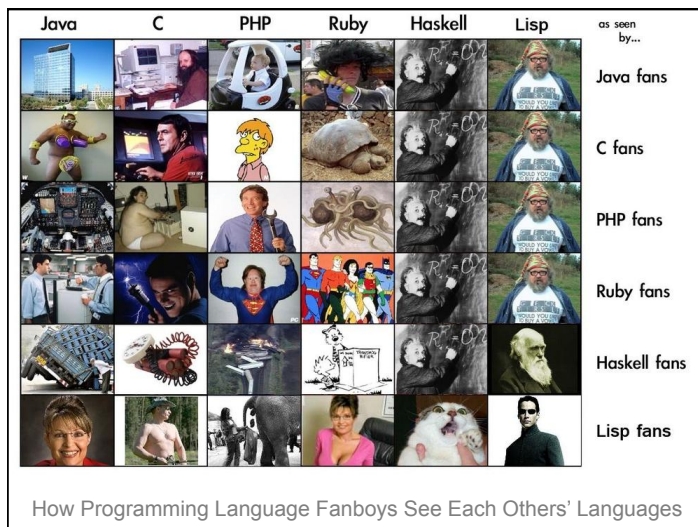 Java C PHP Ruby Haskell Lisp
as seen
by...
Java fans
C fans
PHP fans
Ruby fans
Haskell fans
Lisp fans
How Programming Language Fanboys See Each Others' Languages